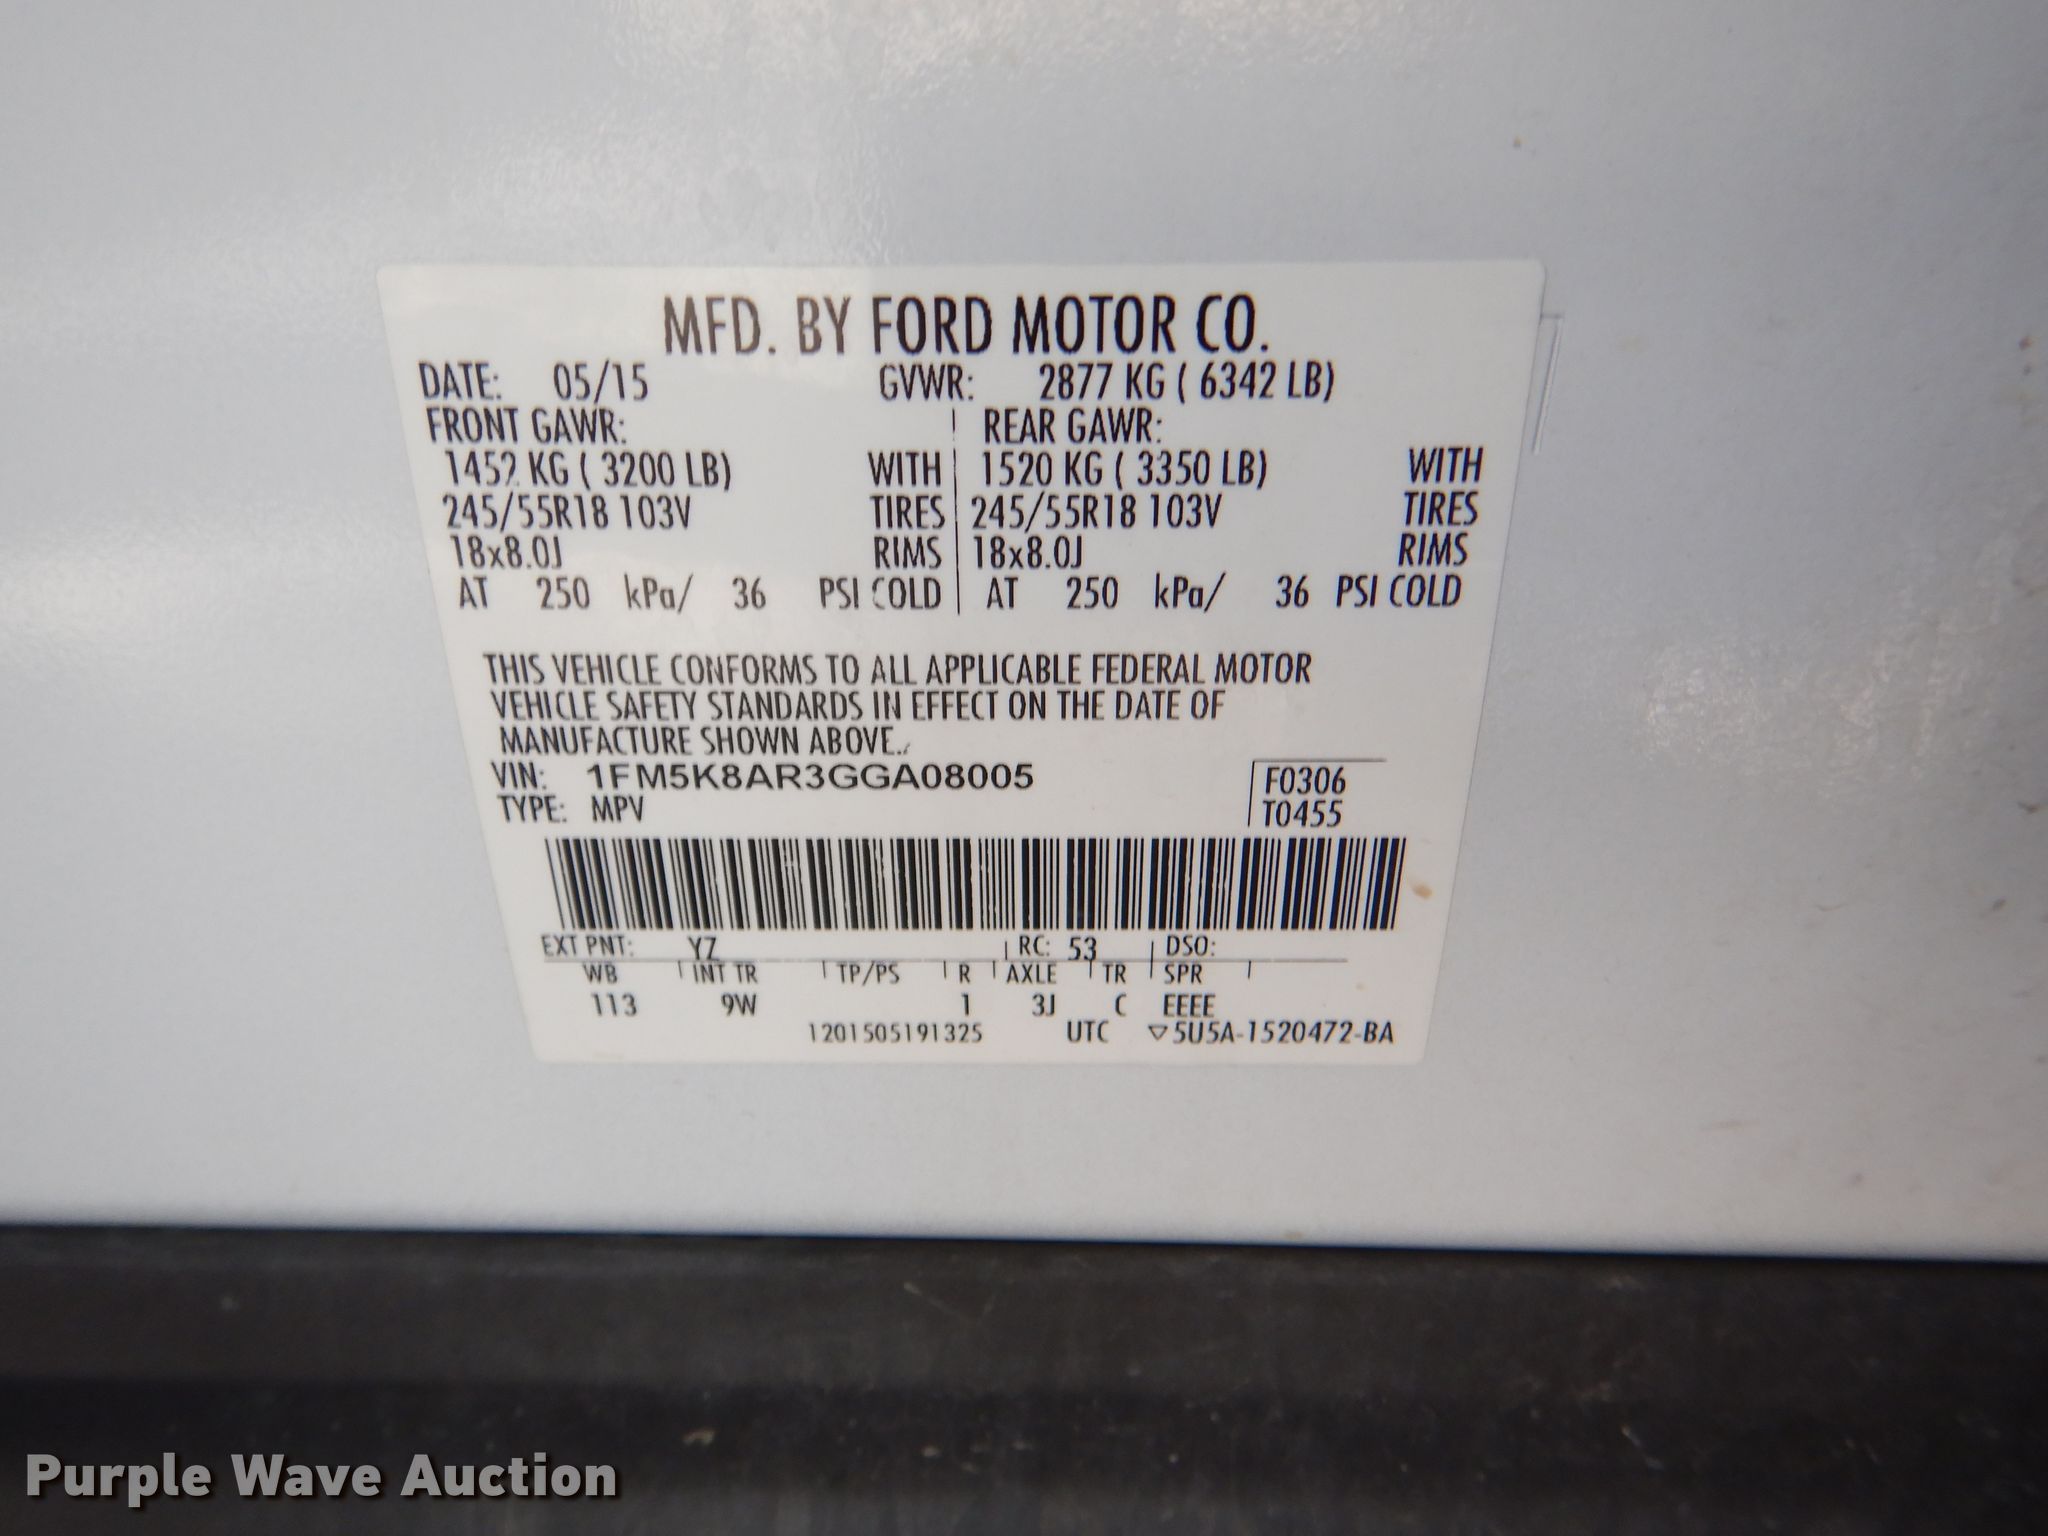 MFD. BY FORD MOTOR CO.
DATE: 05/15 GVWR: 2877 KG ( 6342 LB)
FRONT GAWR: REAR GAWR:
1452 KG ( 3200 LB) WITH 1520 KG ( 3350 LB) WITH
245/55R18 103V TIRES 245/55R18 103V TIRES
18x8.0J RIMS 18x8.0J RIMS
AT 250 kPa/ 36 PSI COLD AT 250 kPa/ 36 PSI COLD
THIS VEHICLE CONFORMS TO ALL APPLICABLE FEDERAL MOTOR
VEHICLE SAFETY STANDARDS IN EFFECT ON THE DATE OF
MANUFACTURE SHOWN ABOVE.
VIN: 1FM5K8AR3GGA08005 F0306
TYPE: MPV T0455
EXT PNT: YZ RC: 53 DSO:
WB INT TR TP/PS R AXLE TR SPR
113 9W 1 3J C EEEE
1201505191325 UTC ▽5U5A-1520472-BA
Purple Wave Auction